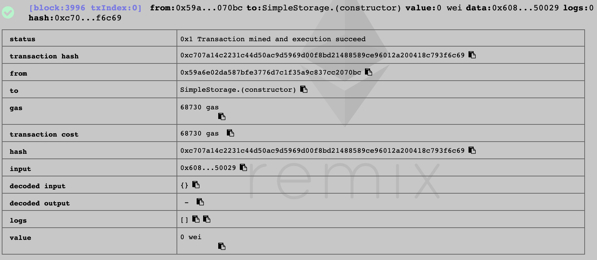 [block:3996 txIndex:0] from:0x59a...070bc to:SimpleStorage.(constructor) value:0 wei data:0x608...50029 logs:0
hash:0xc70...f6c69
status 0x1 Transaction mined and execution succeed
transaction hash 0xc707a14c2231c44d50ac9d5969d00f8bd21488589ce96012a200418c793f6c69
from 0x59a6e02da587bfe3776d7c1f35a9c837cc2070bc
to SimpleStorage.(constructor)
gas 68730 gas
transaction cost 68730 gas
hash 0xc707a14c2231c44d50ac9d5969d00f8bd21488589ce96012a200418c793f6c69
input 0x608...50029
decoded input {}
decoded output -
logs []
value 0 wei
remix